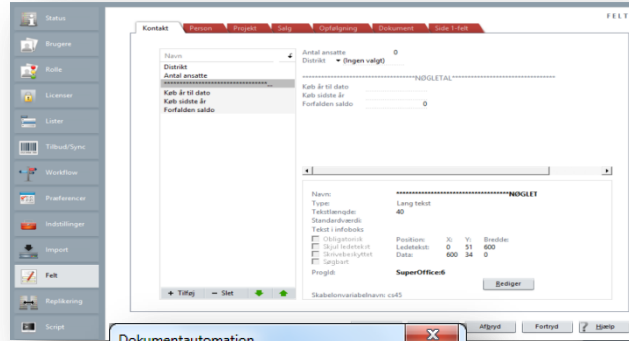 FELT
Status
Brugere
Rolle
Licenser
Lister
Tilbud/Sync
Workflow
Præferencer
Indstillinger
Import
Felt
Replikering
Script
Kontakt Person Projekt Salg Opfølgning Dokument Side 1-felt
Navn
Distrikt
Antal ansatte
Køb år til dato
Køb sidste år
Forfalden saldo
+ Tilføj − Slet
Antal ansatte 0
Distrikt (Ingen valgt)
NØGLETAL
Køb år til dato
Køb sidste år
Forfalden saldo 0
Navn: NØGLET
Type: Lang tekst
Tekstlængde: 40
Standardværdi:
Tekst i infoboks
Obligatorisk Position: X: Y: Bredde:
Skjul ledetekst Ledetekst: 0 51 600
Skrivebeskyttet Data: 600 34 0
Søgbart
ProgId: SuperOffice:6
Rediger
Skabelonvariabelnavn: cs45
Afbryd Fortryd ? Hjælp
Dokumentautomation X